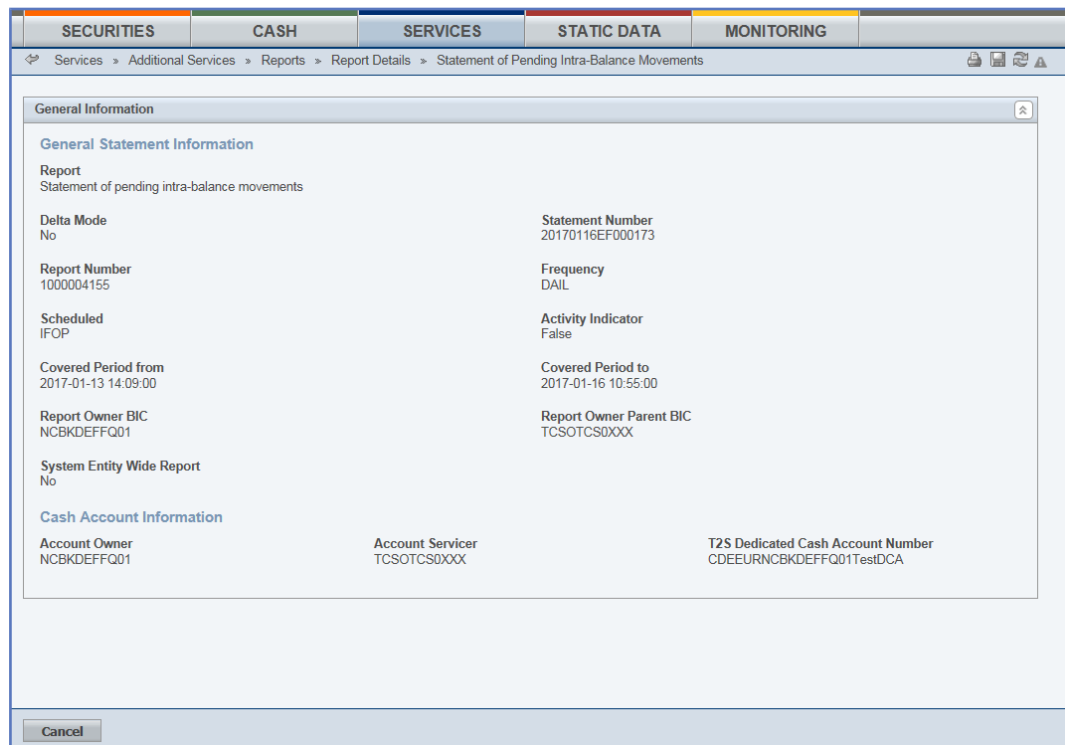 SECURITIES CASH SERVICES STATIC DATA MONITORING
Services » Additional Services » Reports » Report Details » Statement of Pending Intra-Balance Movements
General Information
General Statement Information
Report
Statement of pending intra-balance movements
Delta Mode Statement Number
No 20170116EF000173
Report Number Frequency
1000004155 DAIL
Scheduled Activity Indicator
IFOP False
Covered Period from Covered Period to
2017-01-13 14:09:00 2017-01-16 10:55:00
Report Owner BIC Report Owner Parent BIC
NCBKDEFFQ01 TCSOTCS0XXX
System Entity Wide Report
No
Cash Account Information
Account Owner Account Servicer T2S Dedicated Cash Account Number
NCBKDEFFQ01 TCSOTCS0XXX CDEEURNCBKDEFFQ01TestDCA
Cancel